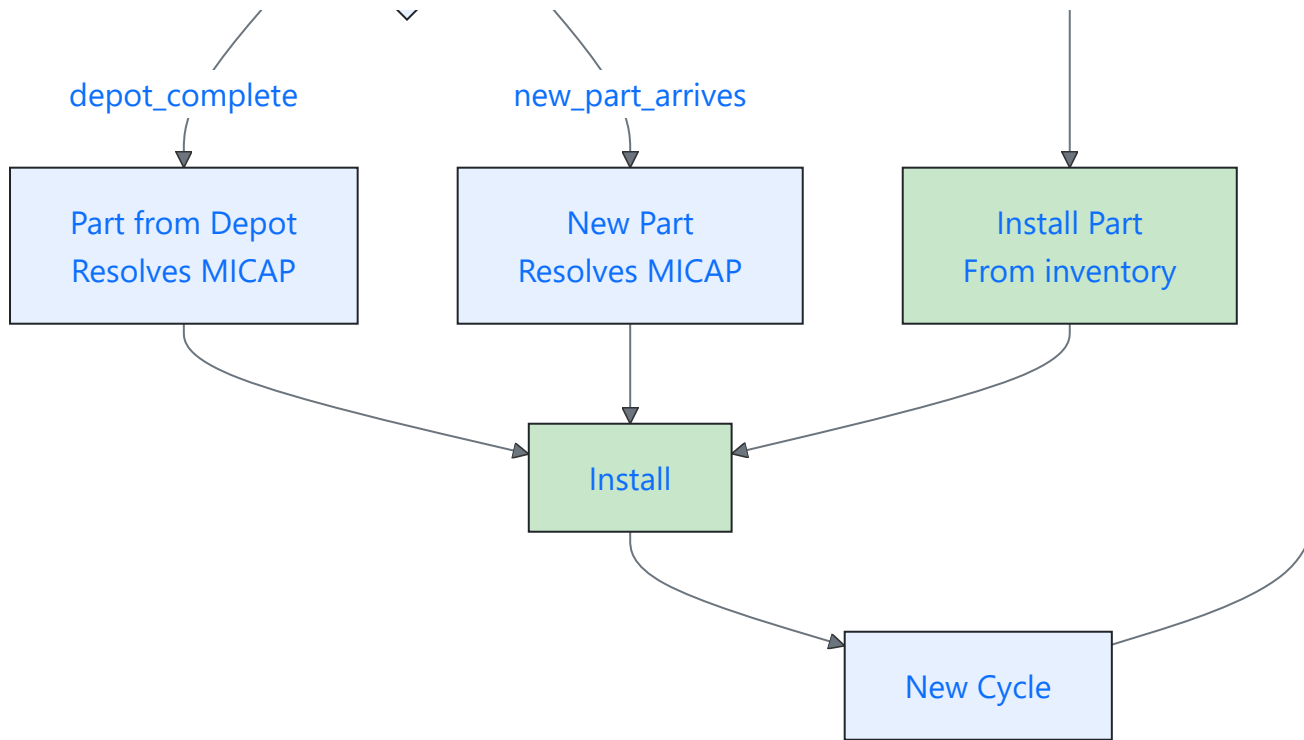 depot_complete
new_part_arrives
Part from Depot
Resolves MICAP
New Part
Resolves MICAP
Install Part
From inventory
Install
New Cycle